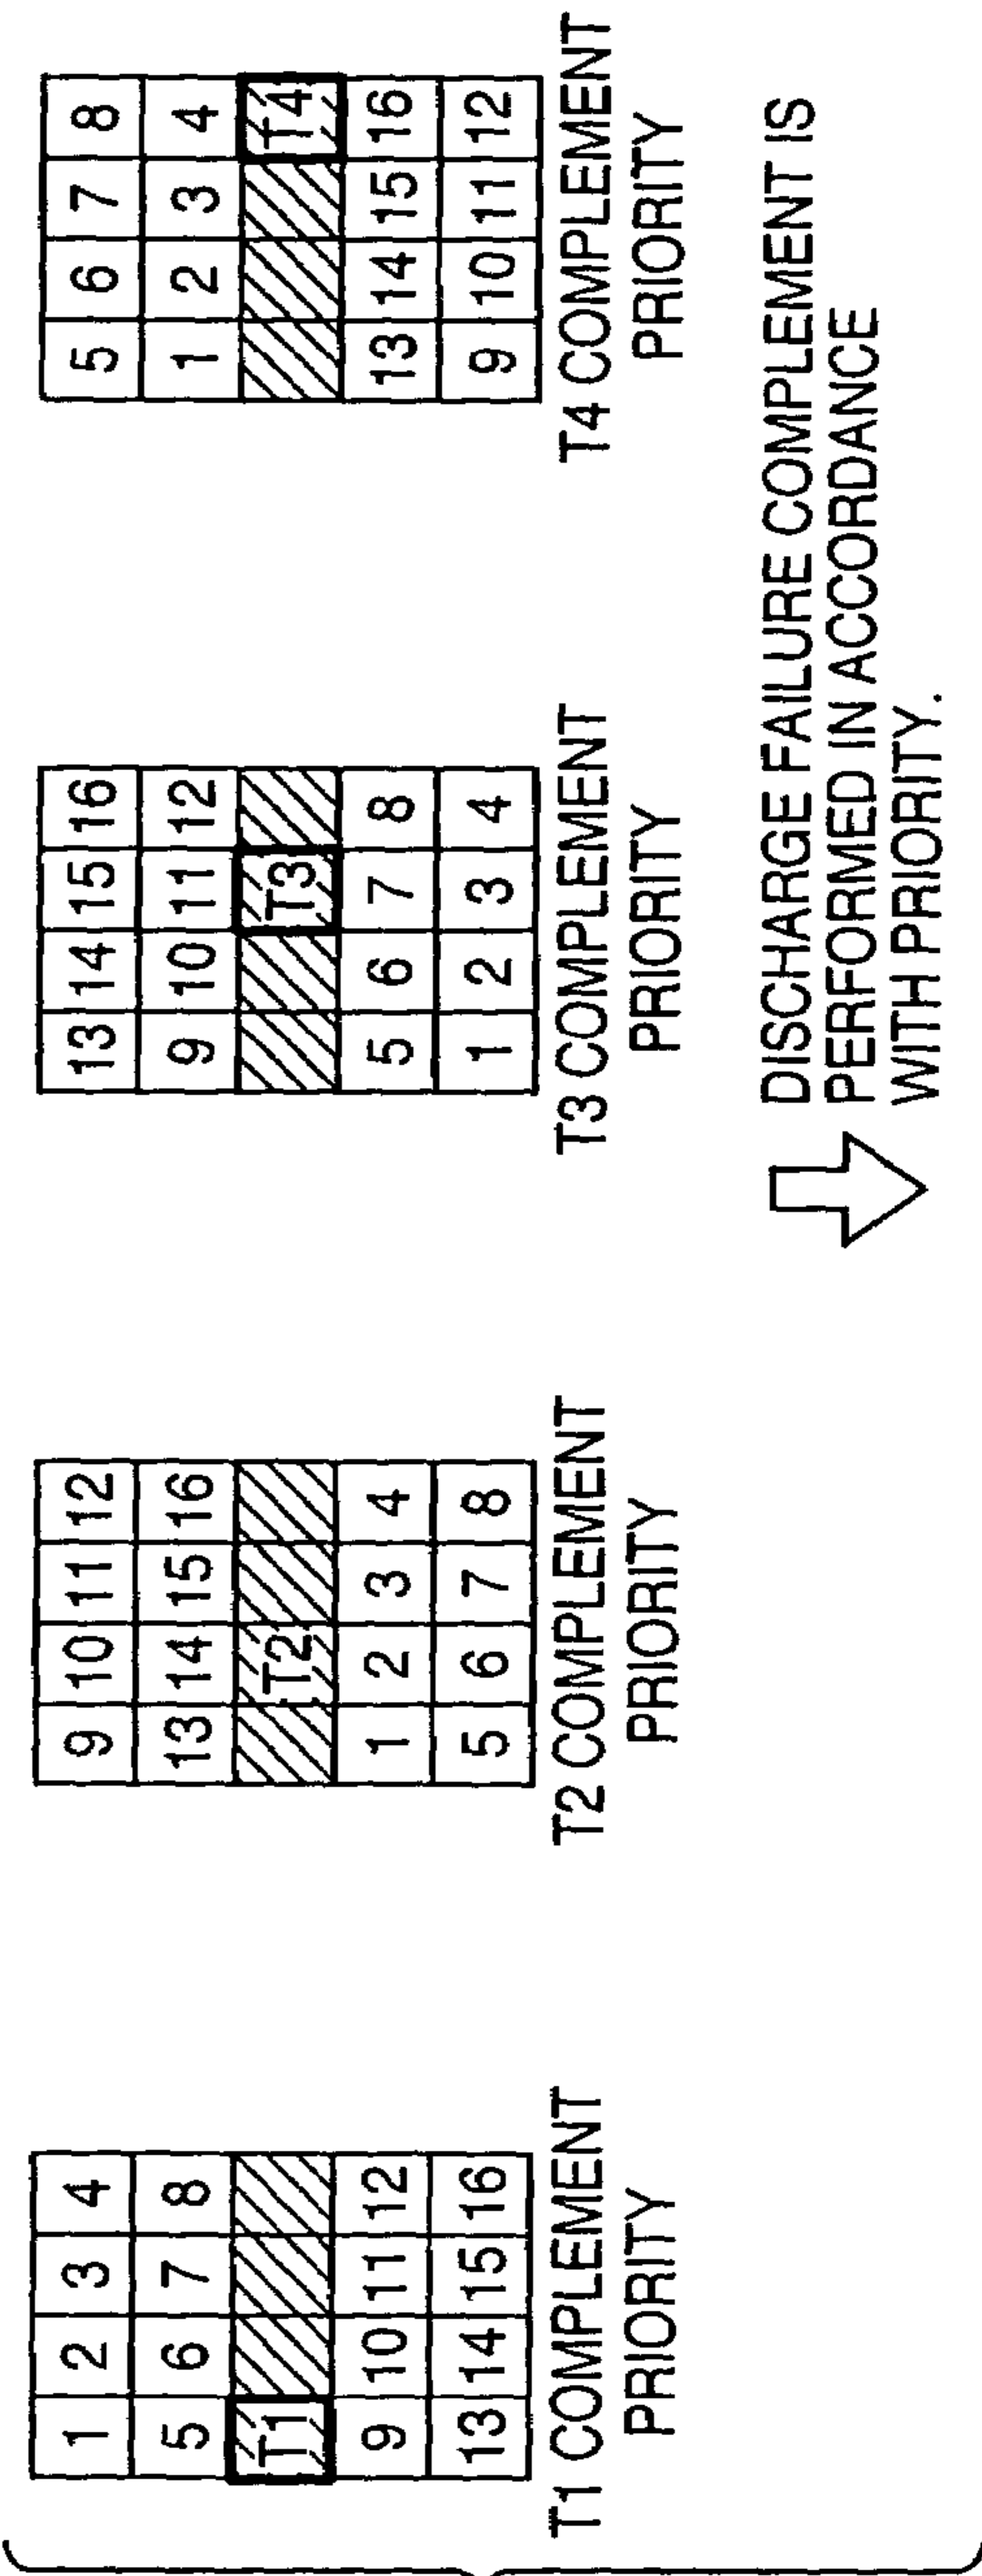 1 2 3 4
5 6 7 8
T1
9 10 11 12
13 14 15 16
T1 COMPLEMENT
PRIORITY
9 10 11 12
13 14 15 16
T2
1 2 3 4
5 6 7 8
T2 COMPLEMENT
PRIORITY
13 14 15 16
9 10 11 12
T3
5 6 7 8
1 2 3 4
T3 COMPLEMENT
PRIORITY
5 6 7 8
1 2 3 4
T4
13 14 15 16
9 10 11 12
T4 COMPLEMENT
PRIORITY
DISCHARGE FAILURE COMPLEMENT IS
PERFORMED IN ACCORDANCE
WITH PRIORITY.